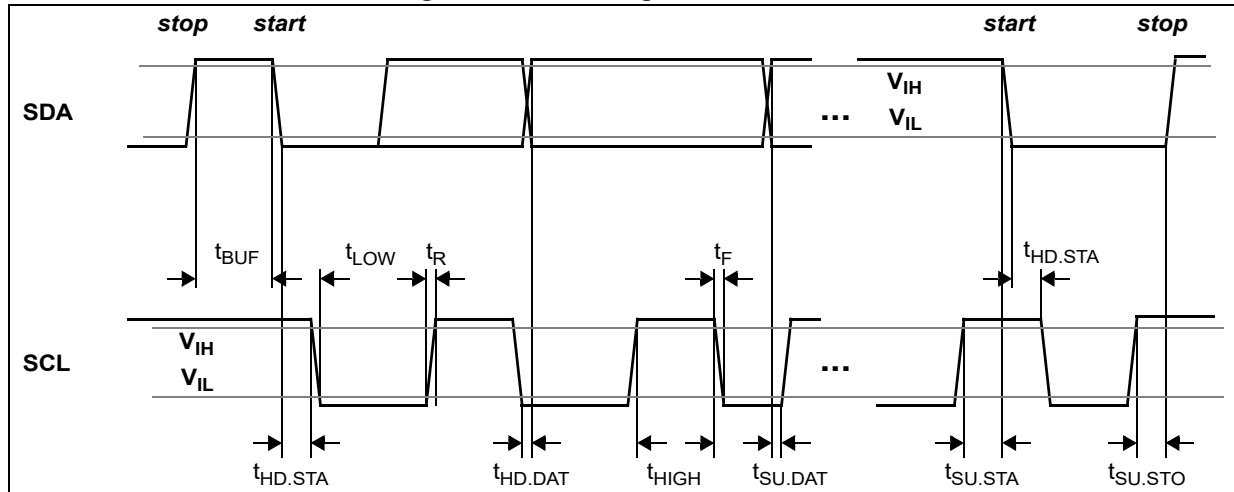 stop start start stop
SDA
V_IH
V_IL
...
t_BUF t_LOW t_R t_F t_HD.STA
SCL
V_IH
V_IL
...
t_HD.STA t_HD.DAT t_HIGH t_SU.DAT t_SU.STA t_SU.STO